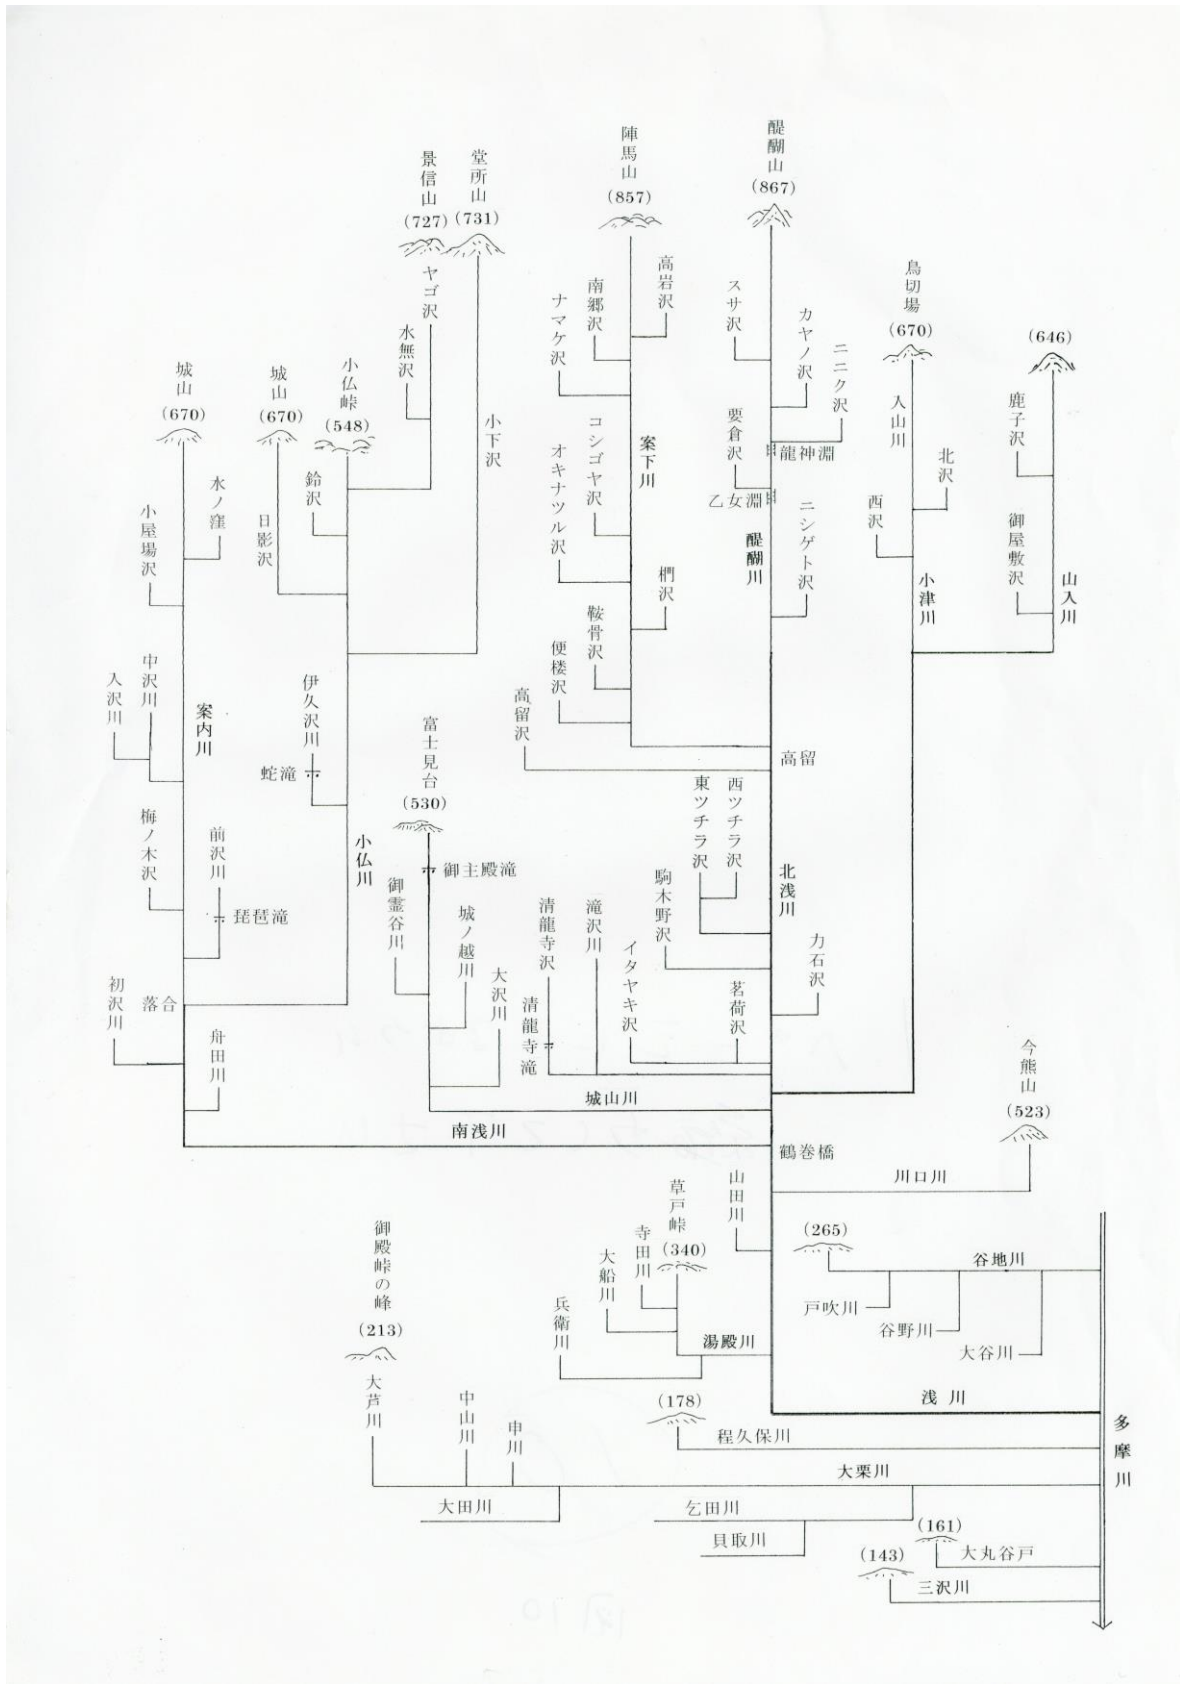 醍醐山
(867)
陣馬山
(857)
堂所山
(731)
景信山
(727)
鳥切場
(670)
(646)
城山
(670)
城山
(670)
小仏峠
(548)
ヤゴ沢
水無沢
小下沢
鈴沢
日影沢
水ノ窪
小屋場沢
中沢川
入沢川
案内川
梅ノ木沢
前沢川
琵琶滝
初沢川
落合
舟田川
伊久沢川
蛇滝
小仏川
高岩沢
南郷沢
ナマケ沢
コシゴヤ沢
オキナツル沢
案下川
椚沢
鞍骨沢
便楼沢
高留沢
高留
スサ沢
カヤノ沢
ニニク沢
要倉沢
龍神淵
乙女淵
醍醐川
ニシゲト沢
入山川
北沢
西沢
小津川
鹿子沢
御屋敷沢
山入川
富士見台
(530)
御主殿滝
御霊谷川
城ノ越川
大沢川
清龍寺沢
清龍寺滝
滝沢川
イタヤキ沢
駒木野沢
東ツチラ沢
西ツチラ沢
茗荷沢
力石沢
北浅川
城山川
南浅川
鶴巻橋
今熊山
(523)
川口川
山田川
草戸峠
(340)
寺田川
大船川
兵衛川
湯殿川
(265)
谷地川
戸吹川
谷野川
大谷川
浅川
多摩川
御殿峠の峰
(213)
大芦川
中山川
申川
(178)
程久保川
大栗川
大田川
乞田川
貝取川
(161)
大丸谷戸
(143)
三沢川